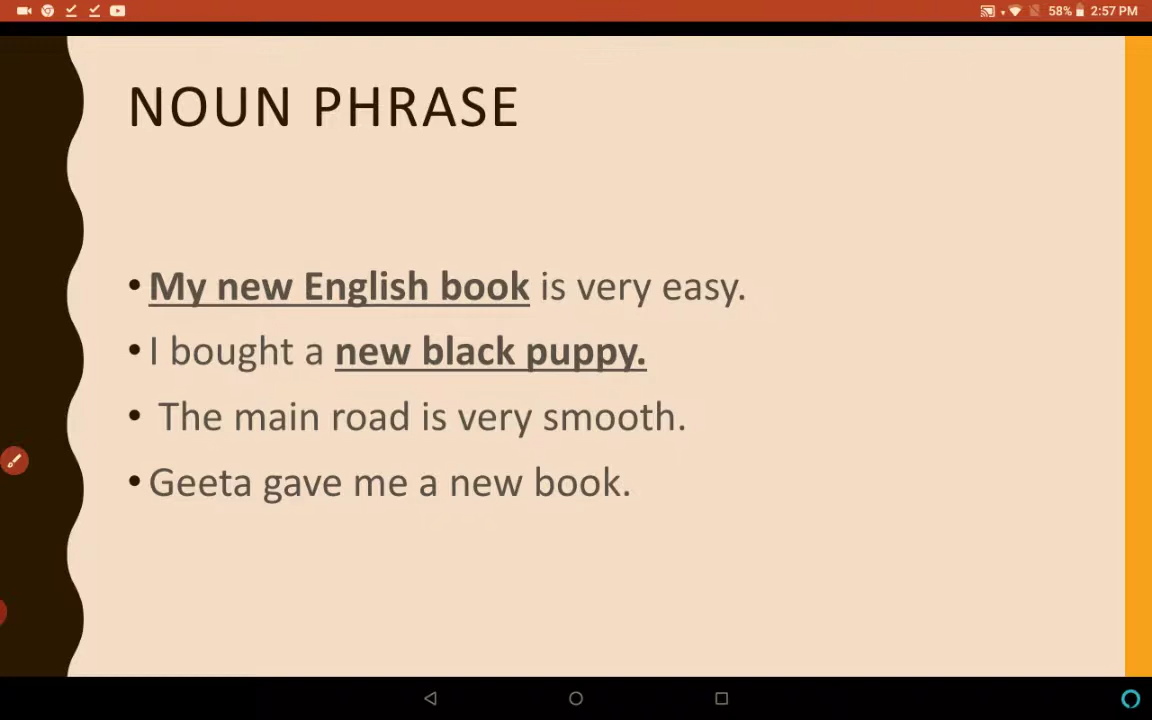 58% 2:57 PM
NOUN PHRASE
• My new English book is very easy.
• I bought a new black puppy.
• The main road is very smooth.
• Geeta gave me a new book.